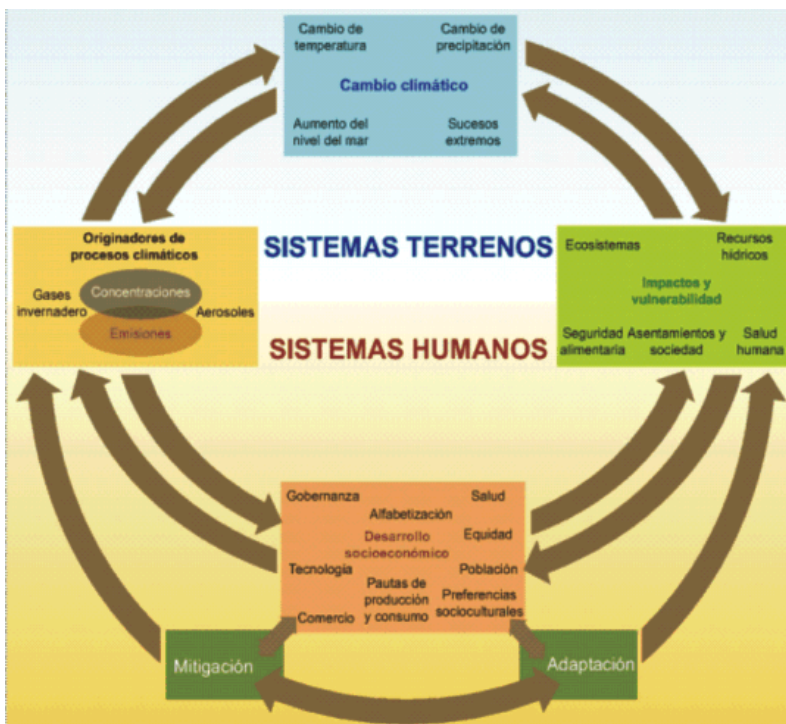 Cambio de
temperatura
Cambio de
precipitación
Cambio climático
Aumento del
nivel del mar
Sucesos
extremos
Originadores de
procesos climáticos
Concentraciones
Gases
invernadero
Aerosoles
Emisiones
SISTEMAS TERRENOS
SISTEMAS HUMANOS
Ecosistemas
Recursos
hídricos
Impactos y
vulnerabilidad
Seguridad
alimentaria
Asentamientos y
sociedad
Salud
humana
Gobernanza
Salud
Alfabetización
Desarrollo
socioeconómico
Equidad
Tecnología
Población
Pautas de
producción
y consumo
Preferencias
socioculturales
Comercio
Mitigación
Adaptación